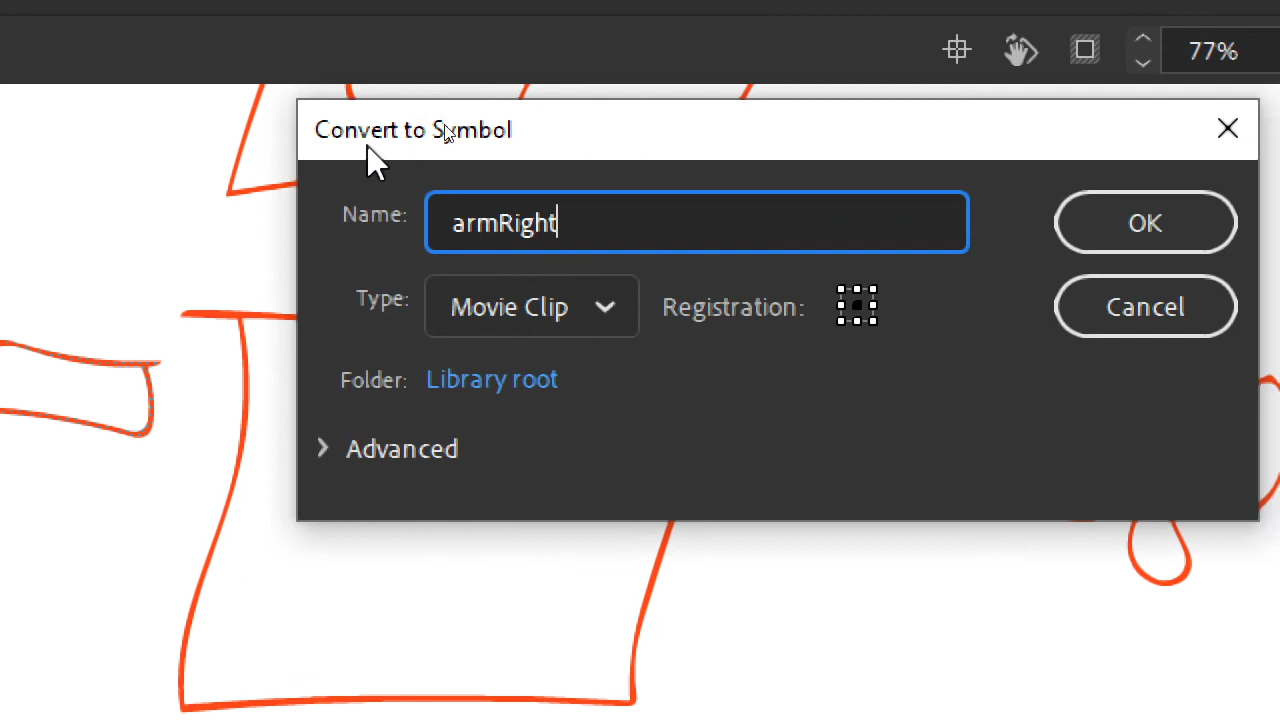 77%
Convert to Symbol
Name: armRight OK
Type: Movie Clip Registration: Cancel
Folder: Library root
Advanced